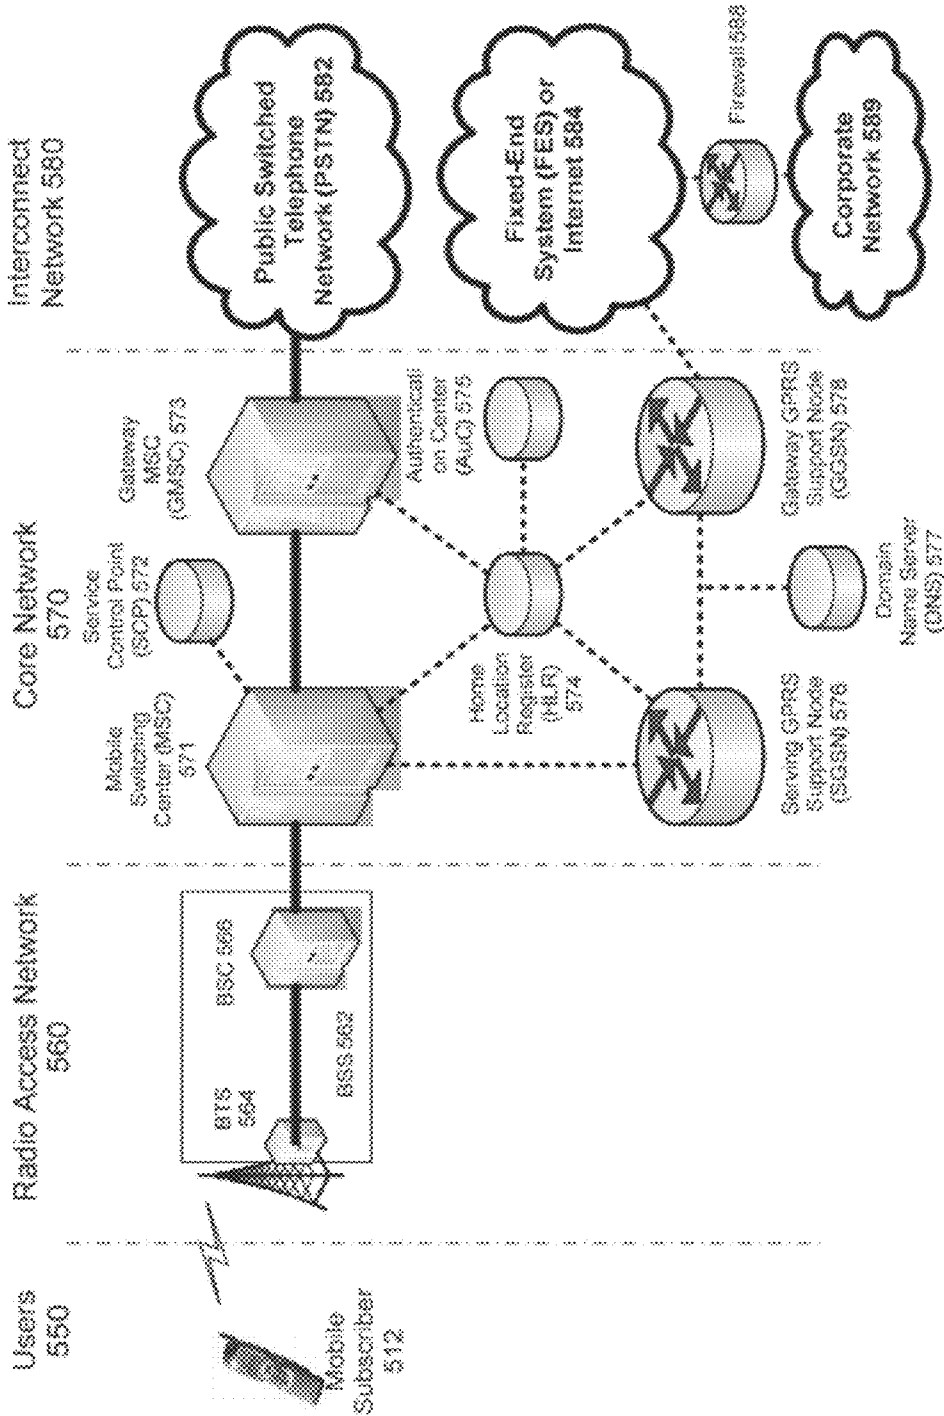 Users
550
Radio Access Network
560
Core Network
570
Interconnect
Network 580
Mobile
Subscriber
512
BTS
564
BSC 566
BSS 562
Mobile
Switching
Center (MSC)
571
Service
Control Point
(SCP) 572
Gateway
MSC
(GMSC) 573
Public Switched
Telephone
Network (PSTN) 582
Home
Location
Register
(HLR)
574
Authenticati
on Center
(AuC) 575
Fixed-End
System (FES) or
Internet 584
Firewall 588
Serving GPRS
Support Node
(SGSN) 576
Domain
Name Server
(DNS) 577
Gateway GPRS
Support Node
(GGSN) 578
Corporate
Network 589